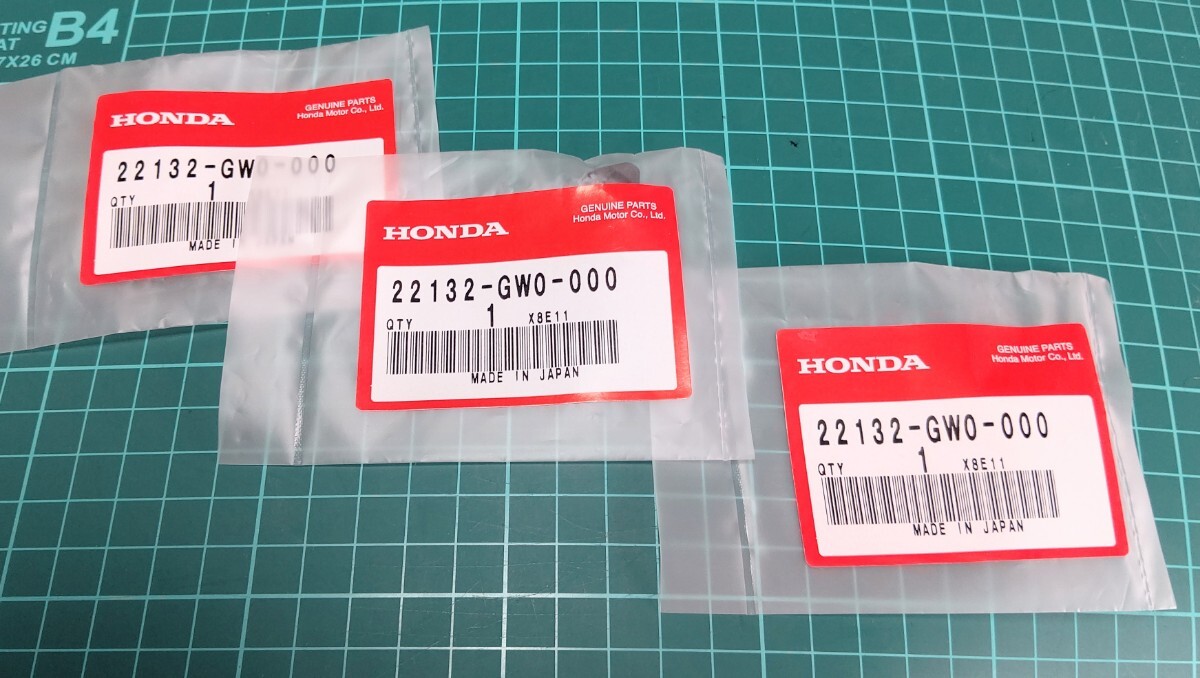 TING B4
AT
7X26 CM
HONDA
GENUINE PARTS
Honda Motor Co., Ltd.
22132-GW0-000
QTY 1
MADE I
HONDA
GENUINE PARTS
Honda Motor Co., Ltd.
22132-GW0-000
QTY 1 X8E11
MADE IN JAPAN
HONDA
GENUINE PARTS
Honda Motor Co., Ltd.
22132-GW0-000
QTY 1 X8E11
MADE IN JAPAN